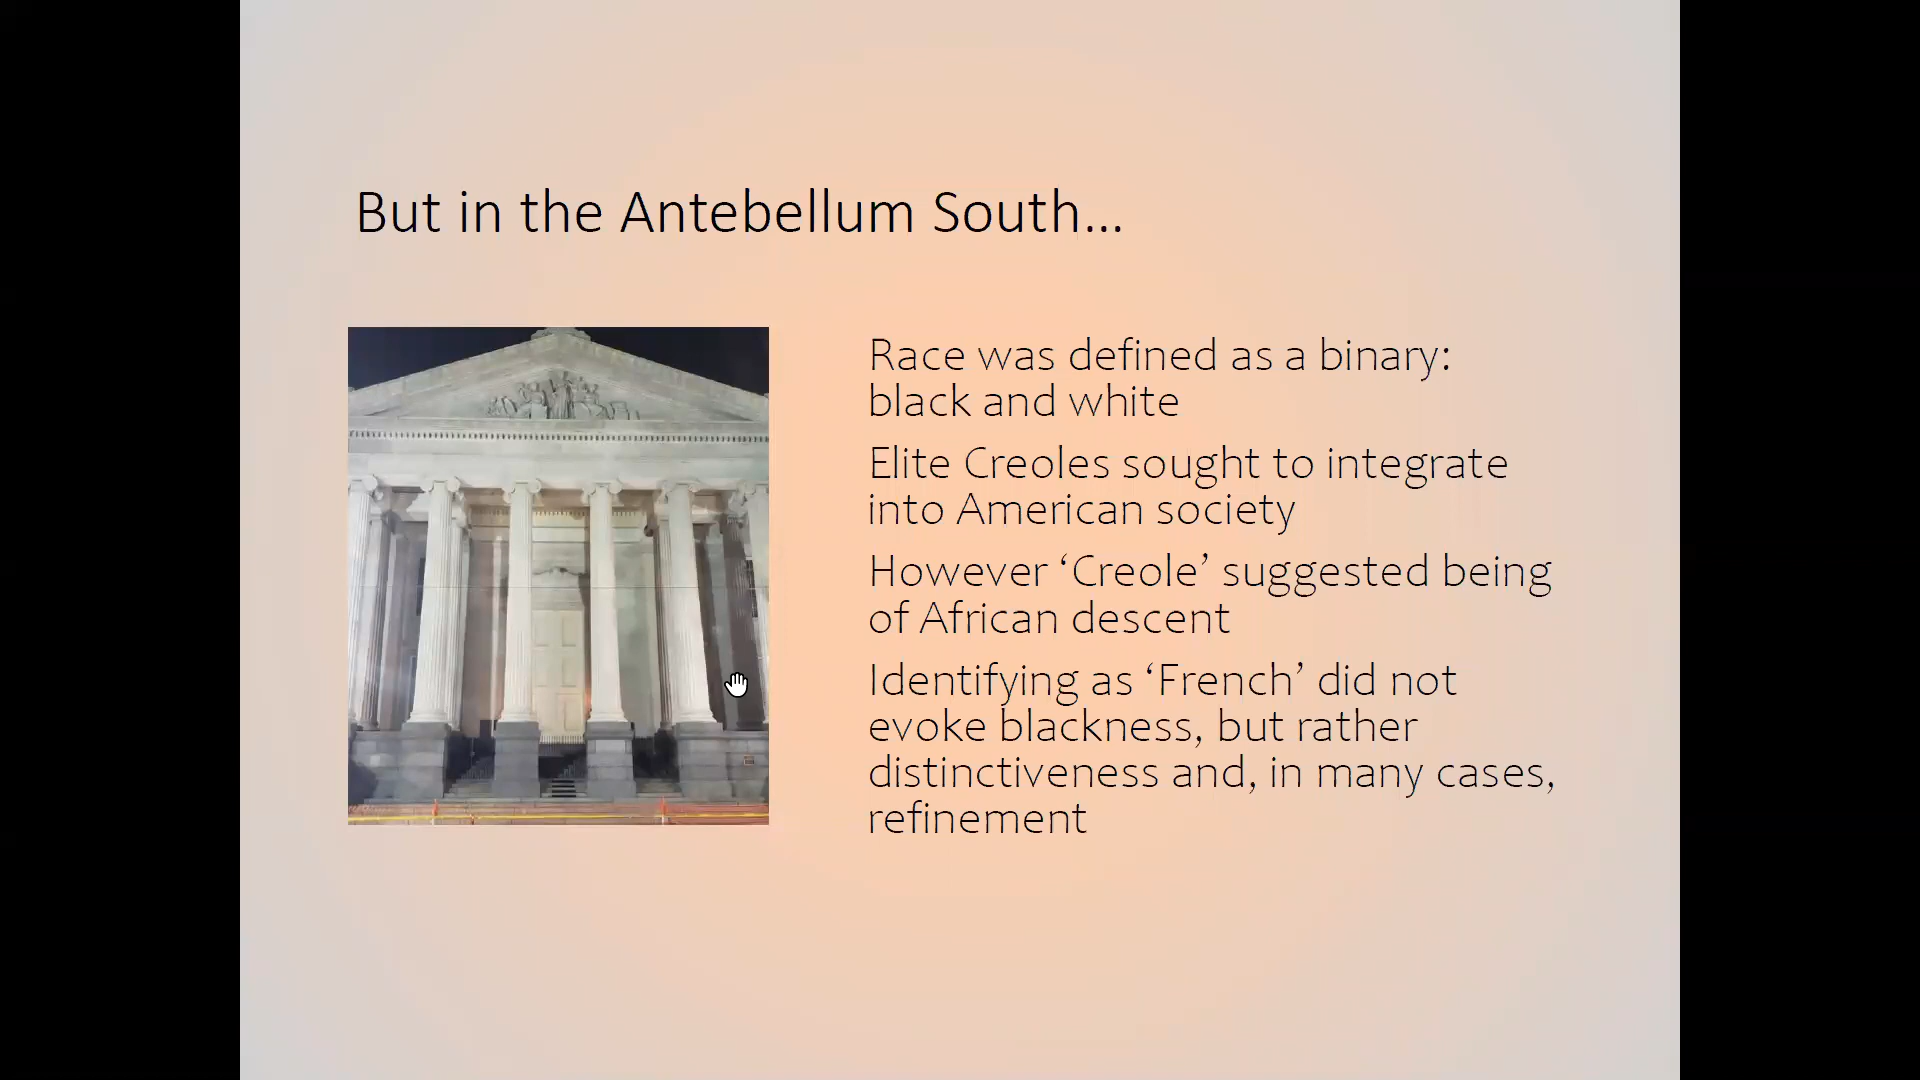 But in the Antebellum South...
Race was defined as a binary:
black and white
Elite Creoles sought to integrate
into American society
However ‘Creole’ suggested being
of African descent
Identifying as ‘French’ did not
evoke blackness, but rather
distinctiveness and, in many cases,
refinement